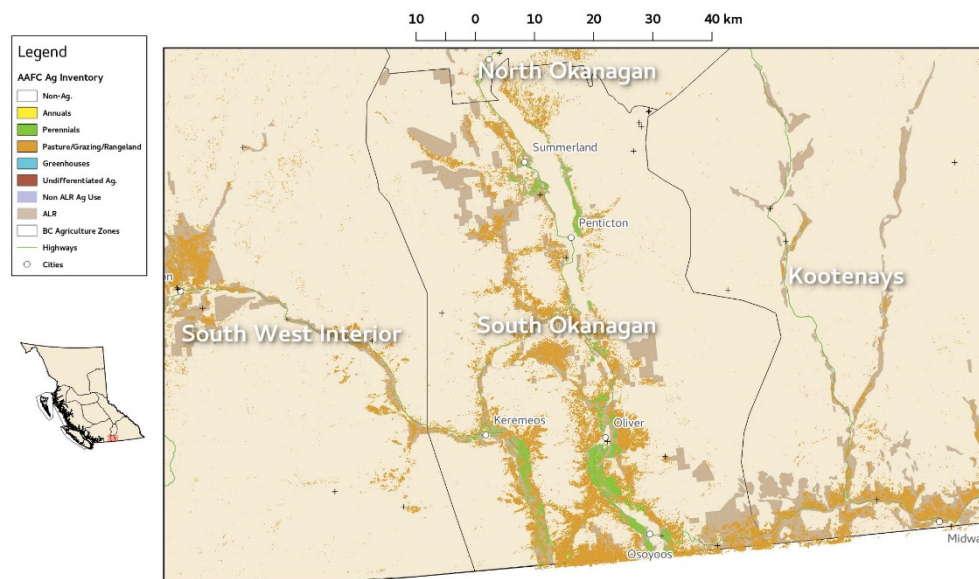 10 0 10 20 30 40 km
Legend
AAFC Ag Inventory
Non-Ag.
Annuals
Perennials
Pasture/Grazing/Rangeland
Greenhouses
Undifferentiated Ag.
Non ALR Ag Use
ALR
BC Agriculture Zones
Highways
Cities
North Okanagan
Summerland
Penticton
Kootenays
on
South West Interior
South Okanagan
Keremeos
Oliver
Osoyoos
Midwa